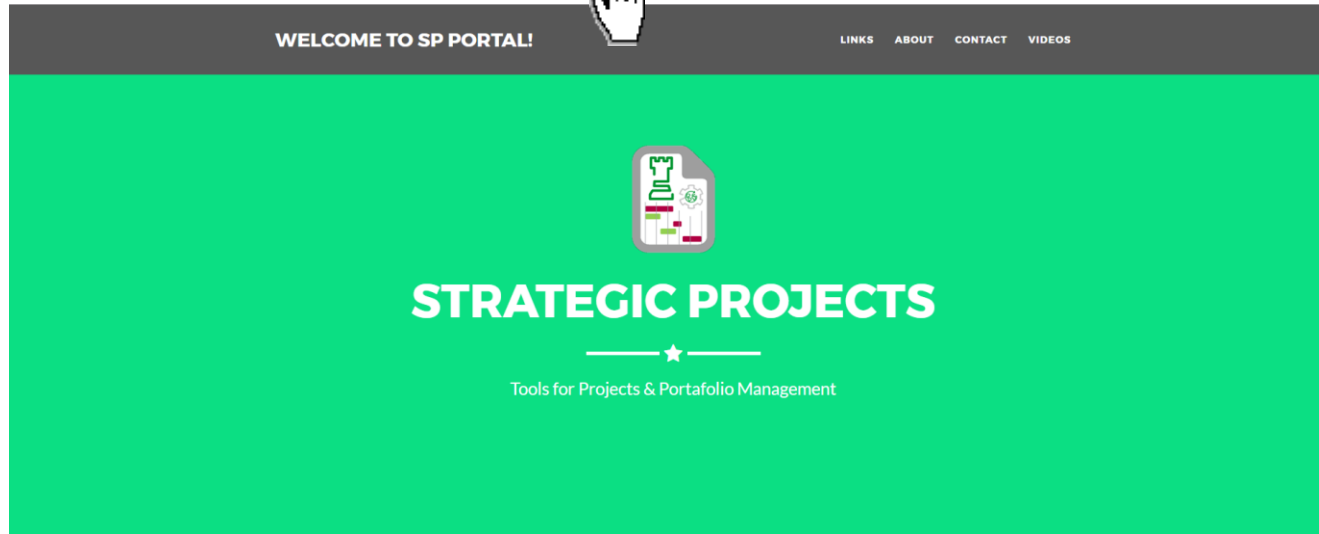 WELCOME TO SP PORTAL!
LINKS ABOUT CONTACT VIDEOS
STRATEGIC PROJECTS
Tools for Projects & Portafolio Management